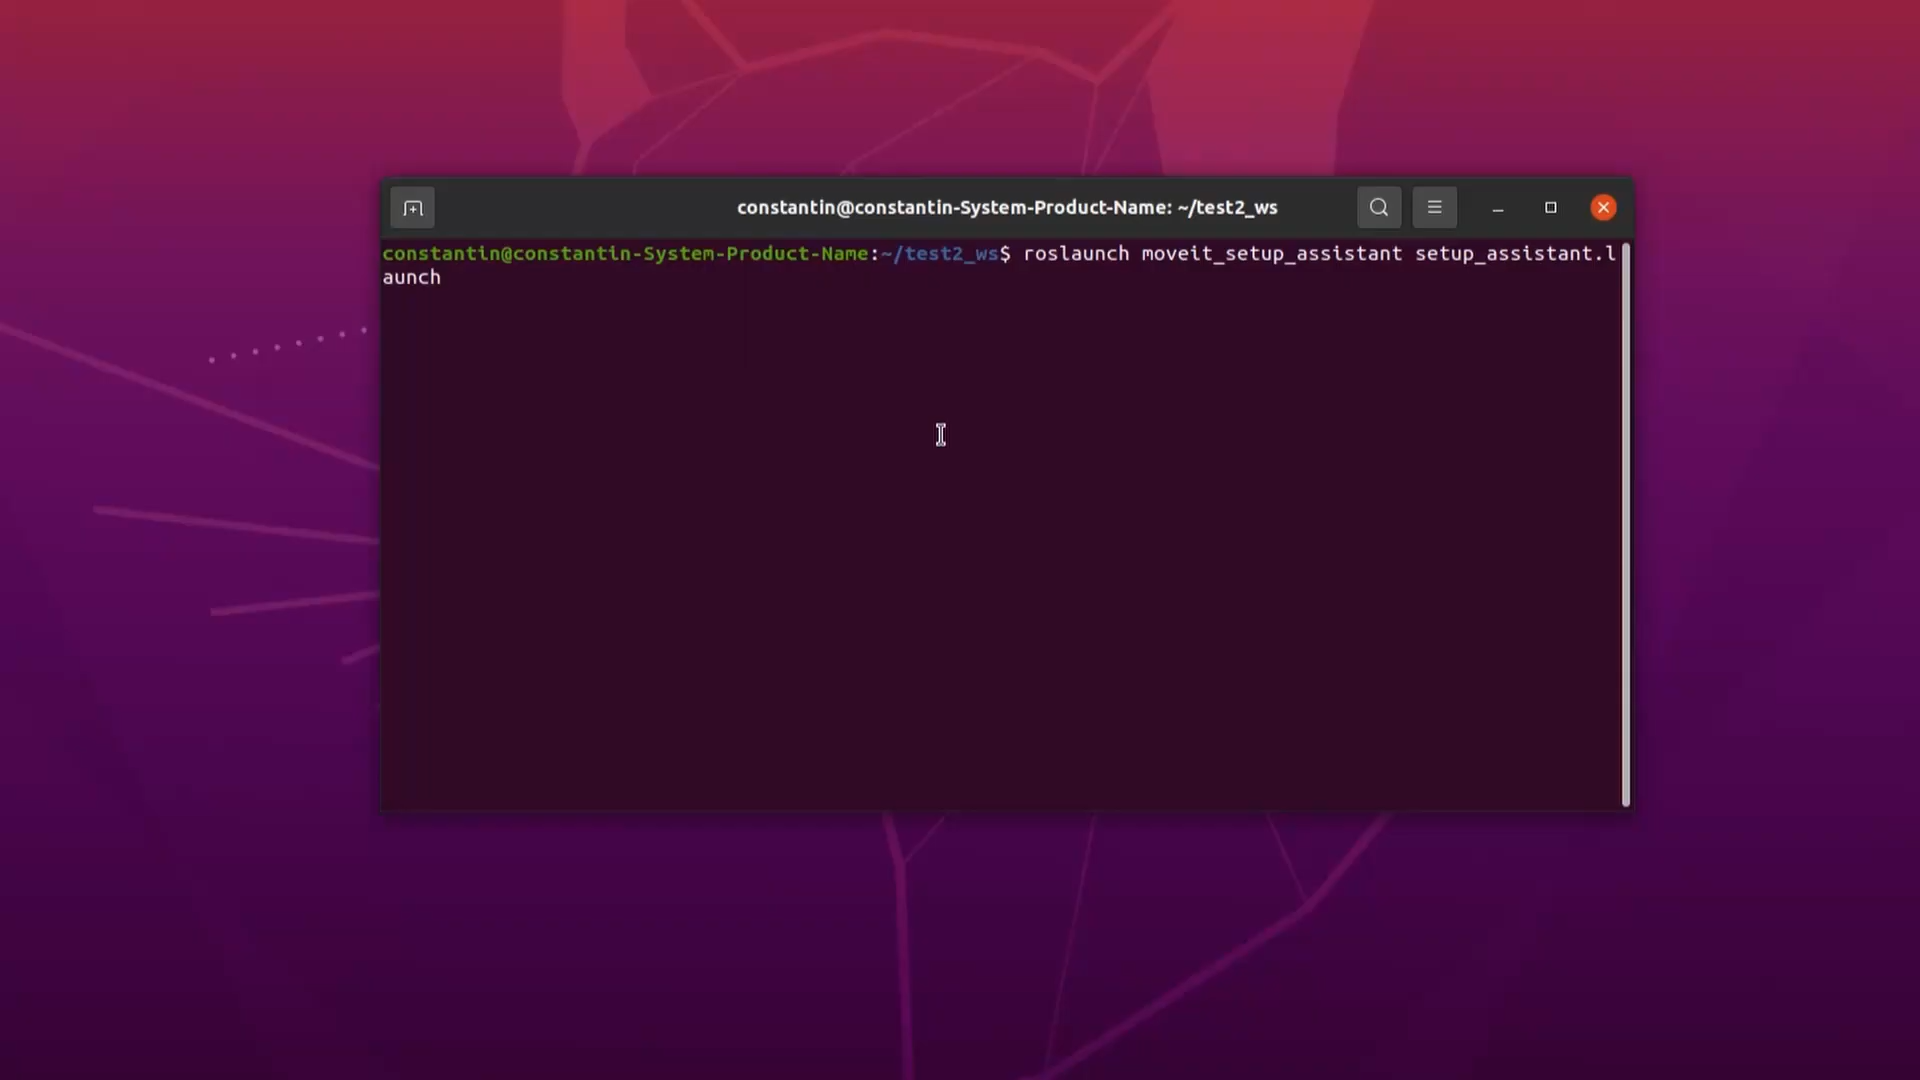 constantin@constantin-System-Product-Name: ~/test2_ws
constantin@constantin-System-Product-Name:~/test2_ws$ roslaunch moveit_setup_assistant setup_assistant.l
aunch